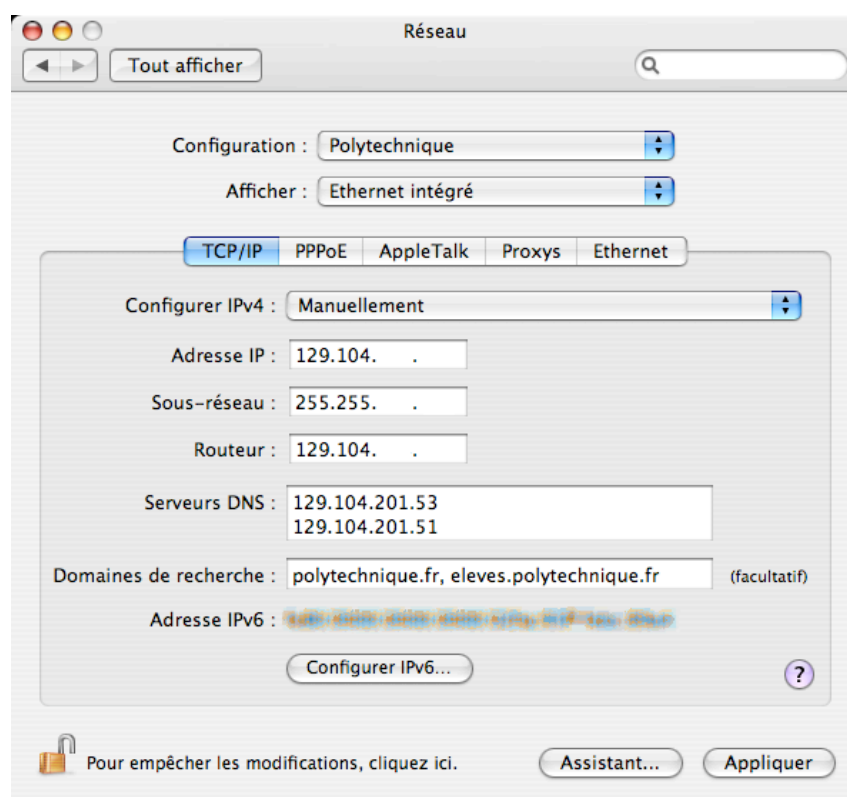 Réseau
Tout afficher
Configuration : Polytechnique
Afficher : Ethernet intégré
TCP/IP PPPoE AppleTalk Proxys Ethernet
Configurer IPv4 : Manuellement
Adresse IP : 129.104. .
Sous-réseau : 255.255. .
Routeur : 129.104. .
Serveurs DNS : 129.104.201.53
129.104.201.51
Domaines de recherche : polytechnique.fr, eleves.polytechnique.fr (facultatif)
Adresse IPv6 :
Configurer IPv6... ?
Pour empêcher les modifications, cliquez ici. Assistant... Appliquer